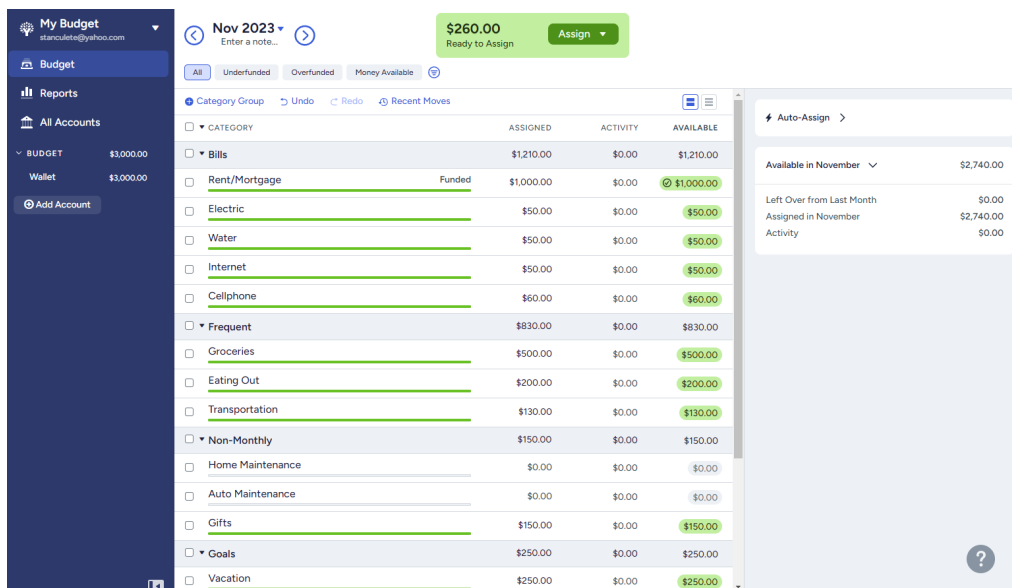 My Budget
stanculete@yahoo.com
Budget
Reports
All Accounts
BUDGET $3,000.00
Wallet $3,000.00
Add Account
Nov 2023
Enter a note...
$260.00
Ready to Assign
Assign
All Underfunded Overfunded Money Available
Category Group Undo Redo Recent Moves
CATEGORY ASSIGNED ACTIVITY AVAILABLE
Bills $1,210.00 $0.00 $1,210.00
Rent/Mortgage Funded $1,000.00 $0.00 $1,000.00
Electric $50.00 $0.00 $50.00
Water $50.00 $0.00 $50.00
Internet $50.00 $0.00 $50.00
Cellphone $60.00 $0.00 $60.00
Frequent $830.00 $0.00 $830.00
Groceries $500.00 $0.00 $500.00
Eating Out $200.00 $0.00 $200.00
Transportation $130.00 $0.00 $130.00
Non-Monthly $150.00 $0.00 $150.00
Home Maintenance $0.00 $0.00 $0.00
Auto Maintenance $0.00 $0.00 $0.00
Gifts $150.00 $0.00 $150.00
Goals $250.00 $0.00 $250.00
Vacation $250.00 $0.00 $250.00
Auto-Assign
Available in November $2,740.00
Left Over from Last Month $0.00
Assigned in November $2,740.00
Activity $0.00
?